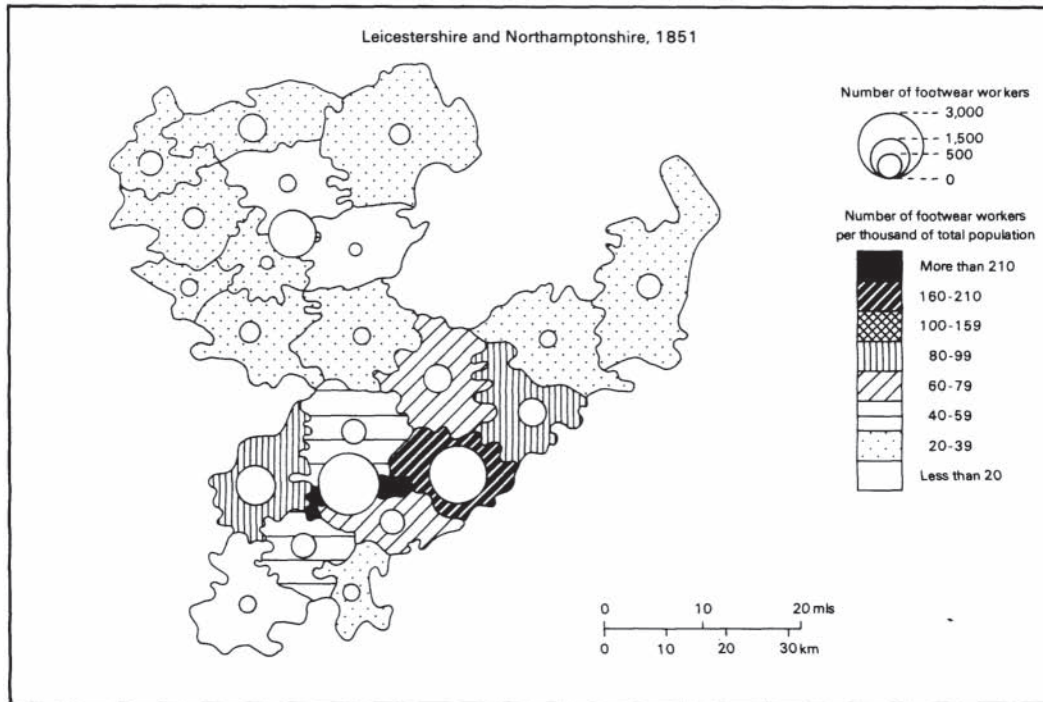 Leicestershire and Northamptonshire, 1851
Number of footwear workers
3,000
1,500
500
0
Number of footwear workers
per thousand of total population
More than 210
160-210
100-159
80-99
60-79
40-59
20-39
Less than 20
0 10 20 mls
0 10 20 30 km